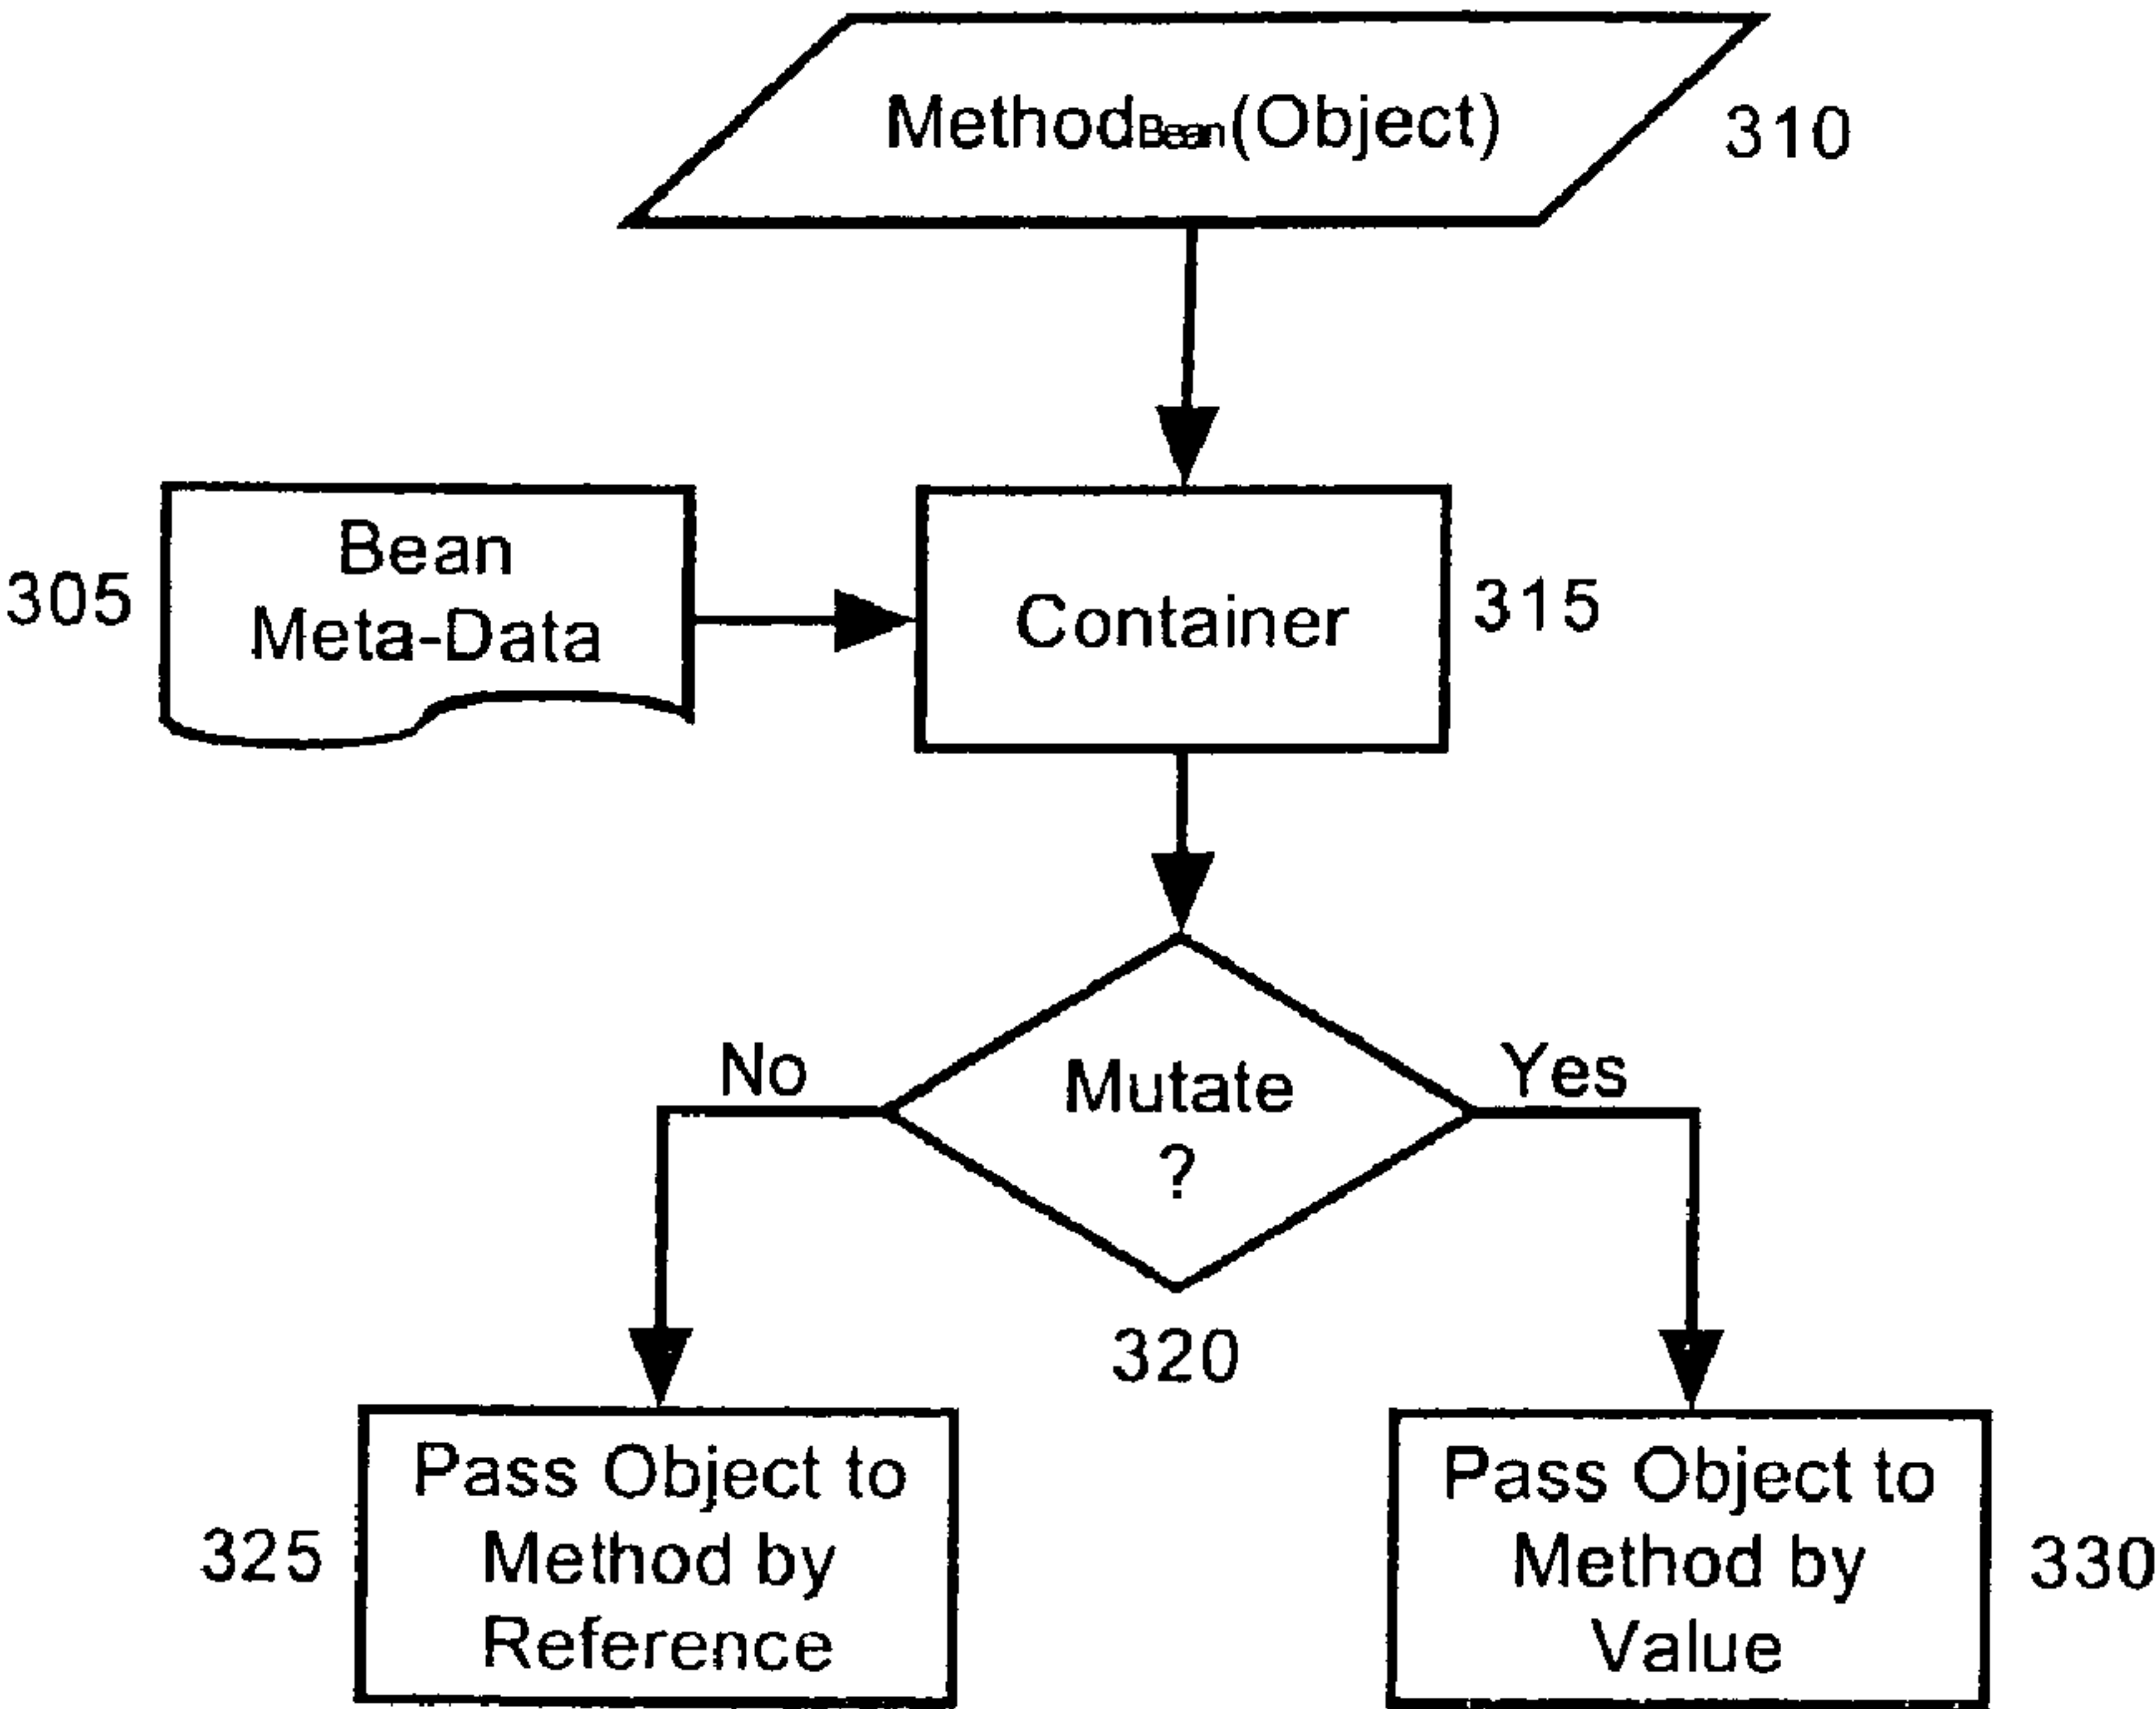 MethodBean(Object)
310
Bean
Meta-Data
305
Container
315
No
Mutate
?
Yes
320
Pass Object to
Method by
Reference
325
Pass Object to
Method by
Value
330